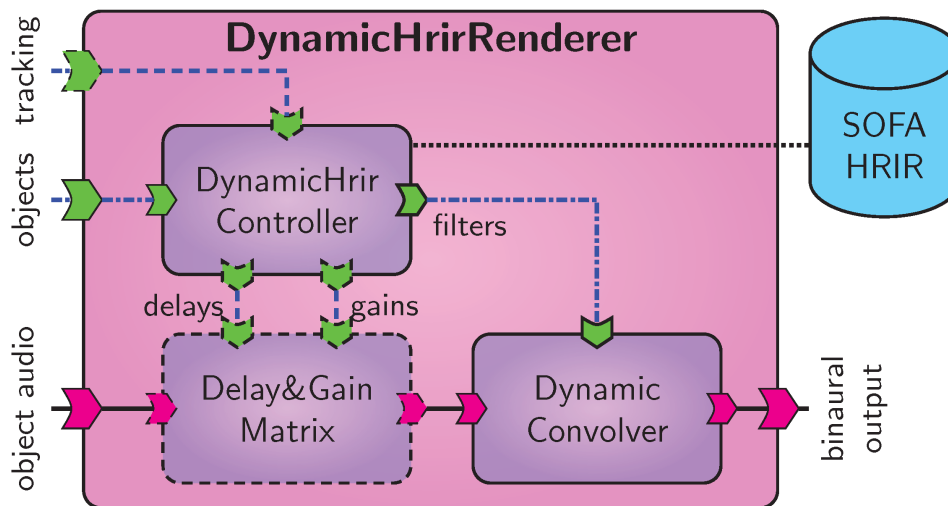 DynamicHrirRenderer
tracking
objects
object audio
DynamicHrir
Controller
SOFA
HRIR
filters
delays
gains
Delay&Gain
Matrix
Dynamic
Convolver
binaural
output